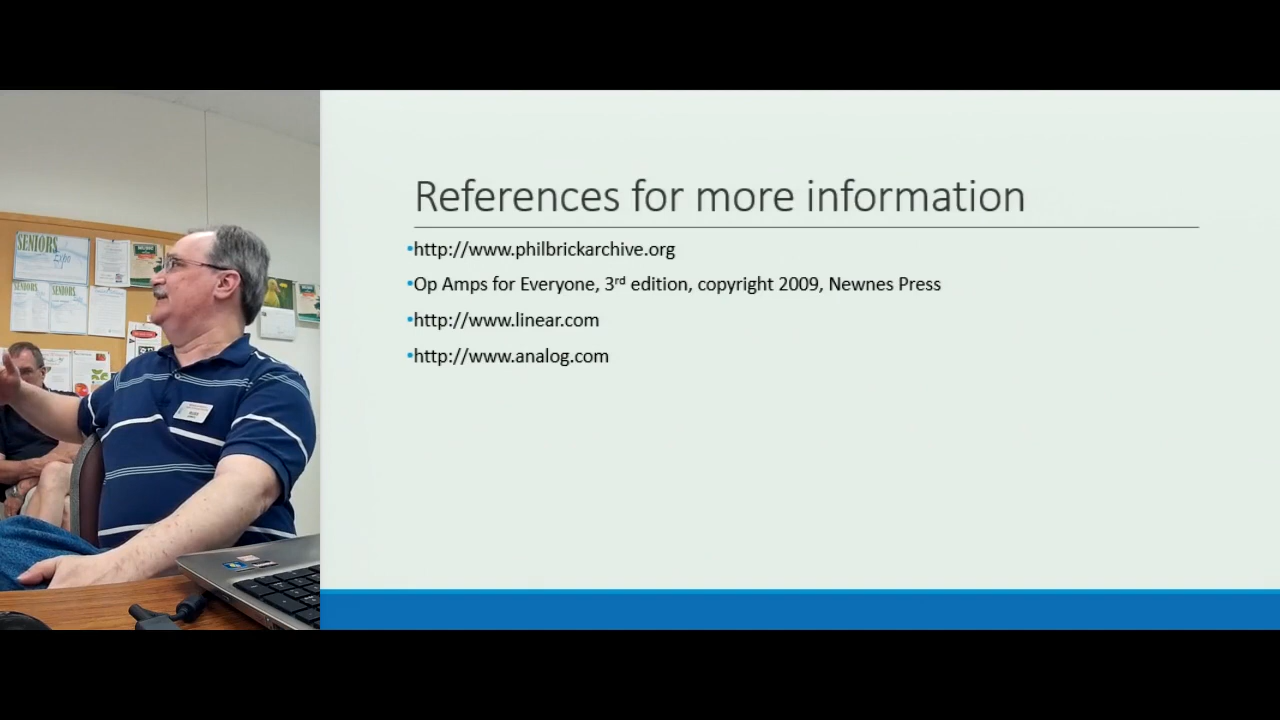 References for more information
•http://www.philbrickarchive.org
•Op Amps for Everyone, 3rd edition, copyright 2009, Newnes Press
•http://www.linear.com
•http://www.analog.com
SENIORS
Expo
SENIORS
SENIORS